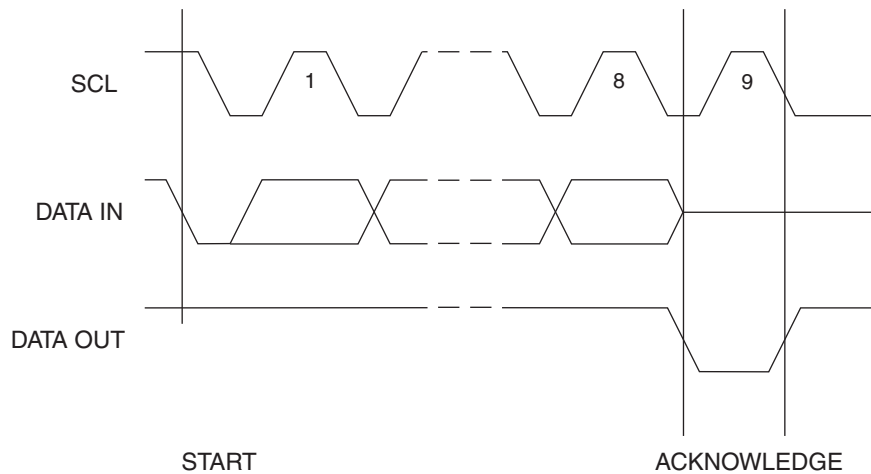 SCL
1
8
9
DATA IN
DATA OUT
START
ACKNOWLEDGE